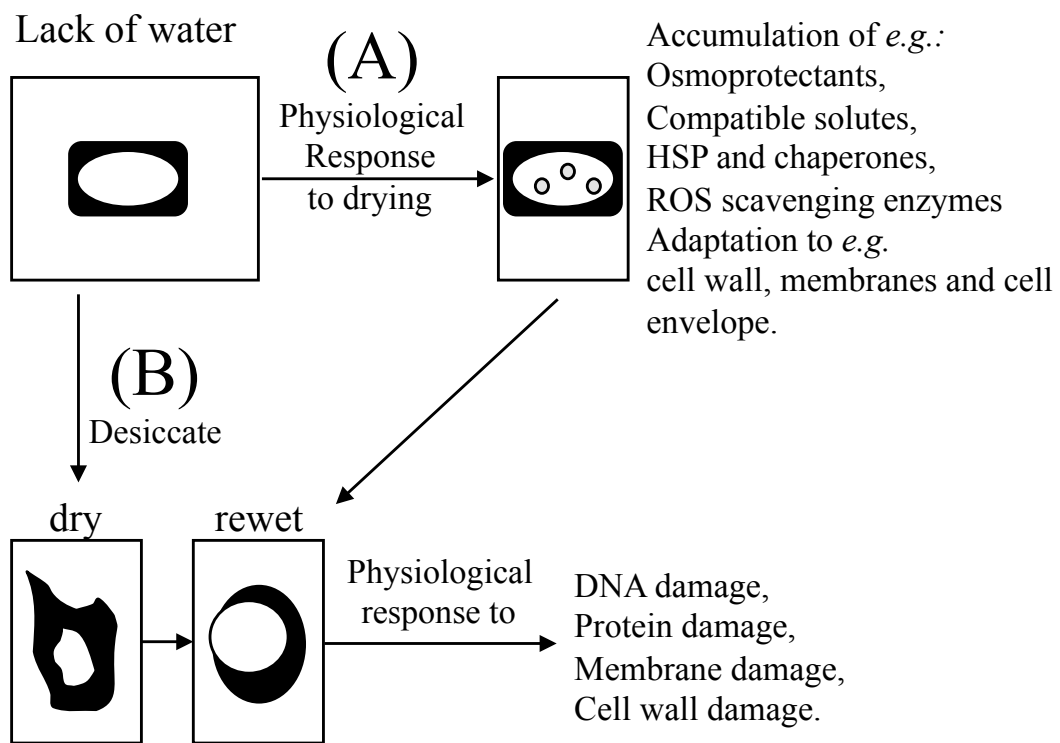 Lack of water
(A)
Physiological
Response
to drying
Accumulation of e.g.:
Osmoprotectants,
Compatible solutes,
HSP and chaperones,
ROS scavenging enzymes
Adaptation to e.g.
cell wall, membranes and cell
envelope.
(B)
Desiccate
dry
rewet
Physiological
response to
DNA damage,
Protein damage,
Membrane damage,
Cell wall damage.